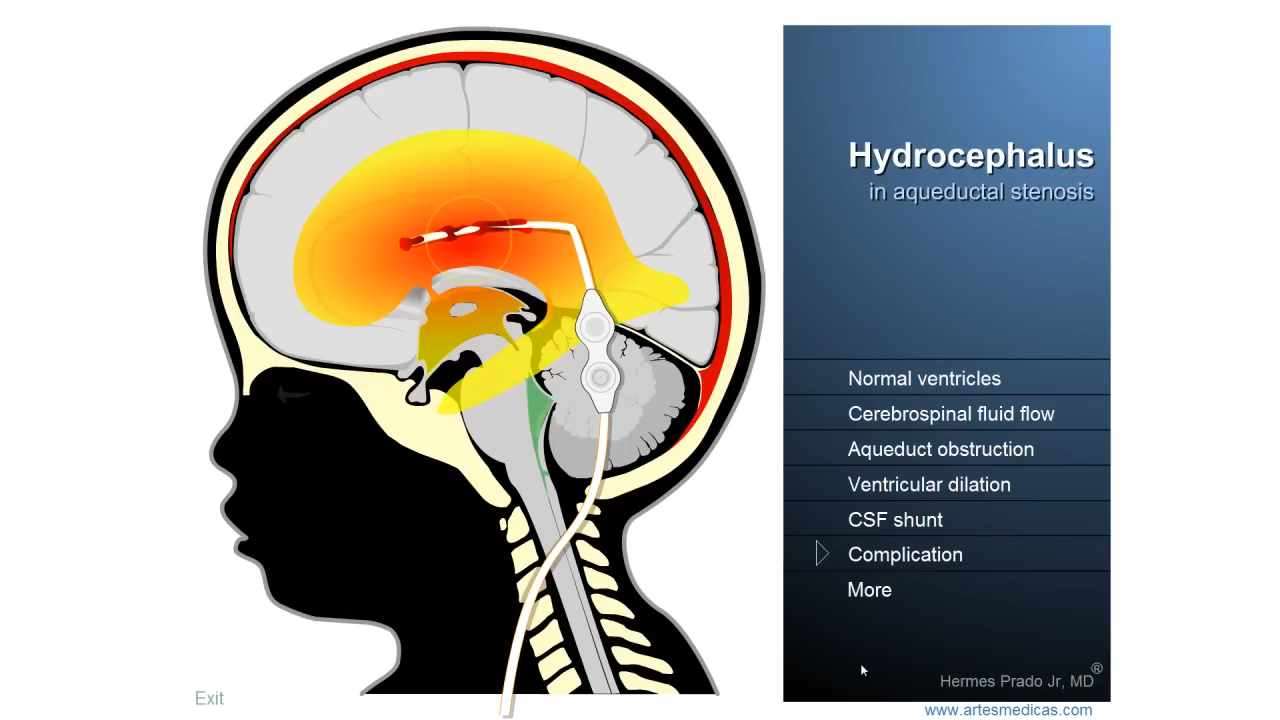 Hydrocephalus
in aqueductal stenosis
Normal ventricles
Cerebrospinal fluid flow
Aqueduct obstruction
Ventricular dilation
CSF shunt
Complication
More
Hermes Prado Jr, MD ®
www.artesmedicas.com
Exit